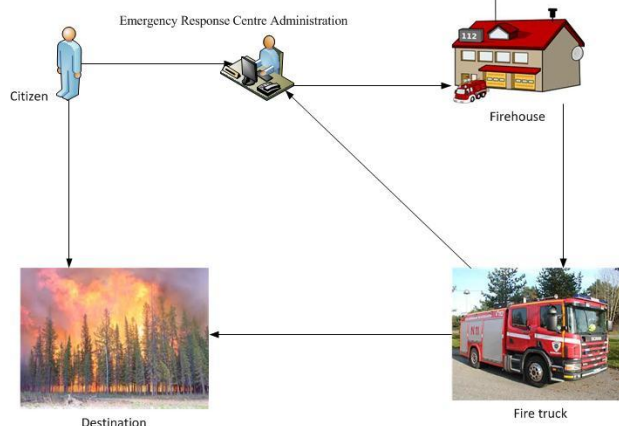 Emergency Response Centre Administration
112
Citizen
Firehouse
Destination
Fire truck